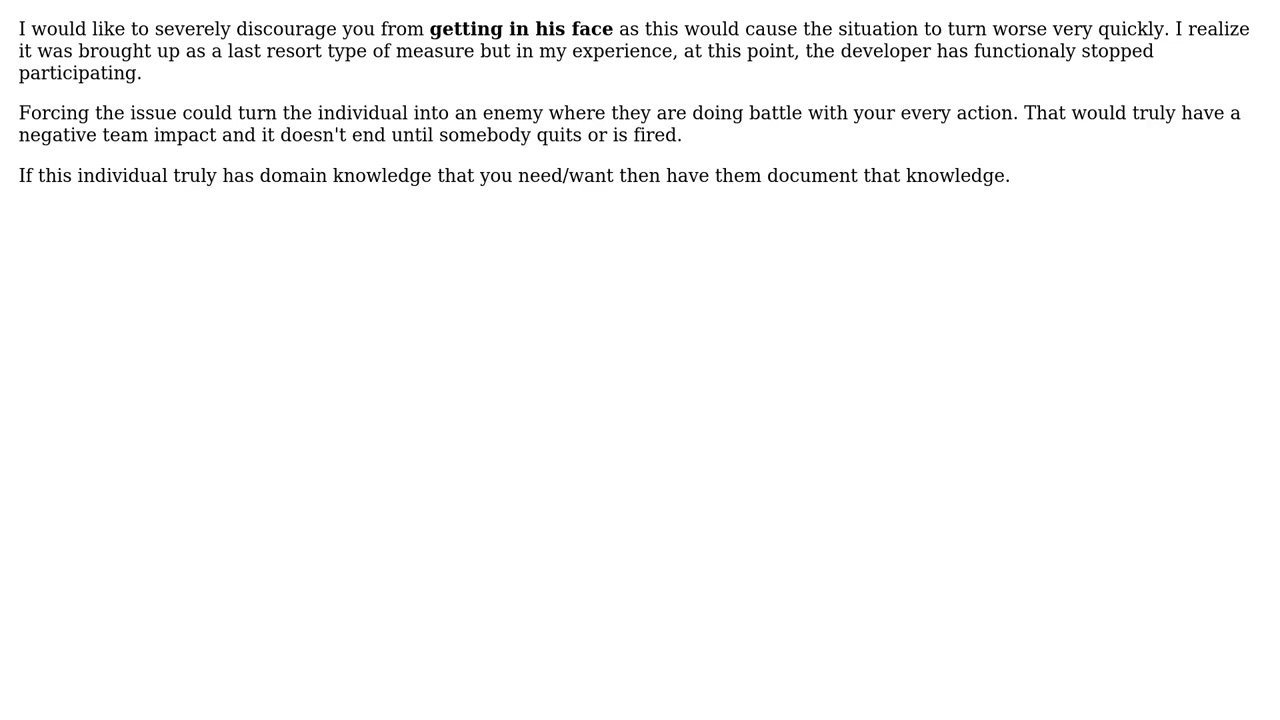 I would like to severely discourage you from getting in his face as this would cause the situation to turn worse very quickly. I realize
it was brought up as a last resort type of measure but in my experience, at this point, the developer has functionaly stopped
participating.
Forcing the issue could turn the individual into an enemy where they are doing battle with your every action. That would truly have a
negative team impact and it doesn't end until somebody quits or is fired.
If this individual truly has domain knowledge that you need/want then have them document that knowledge.